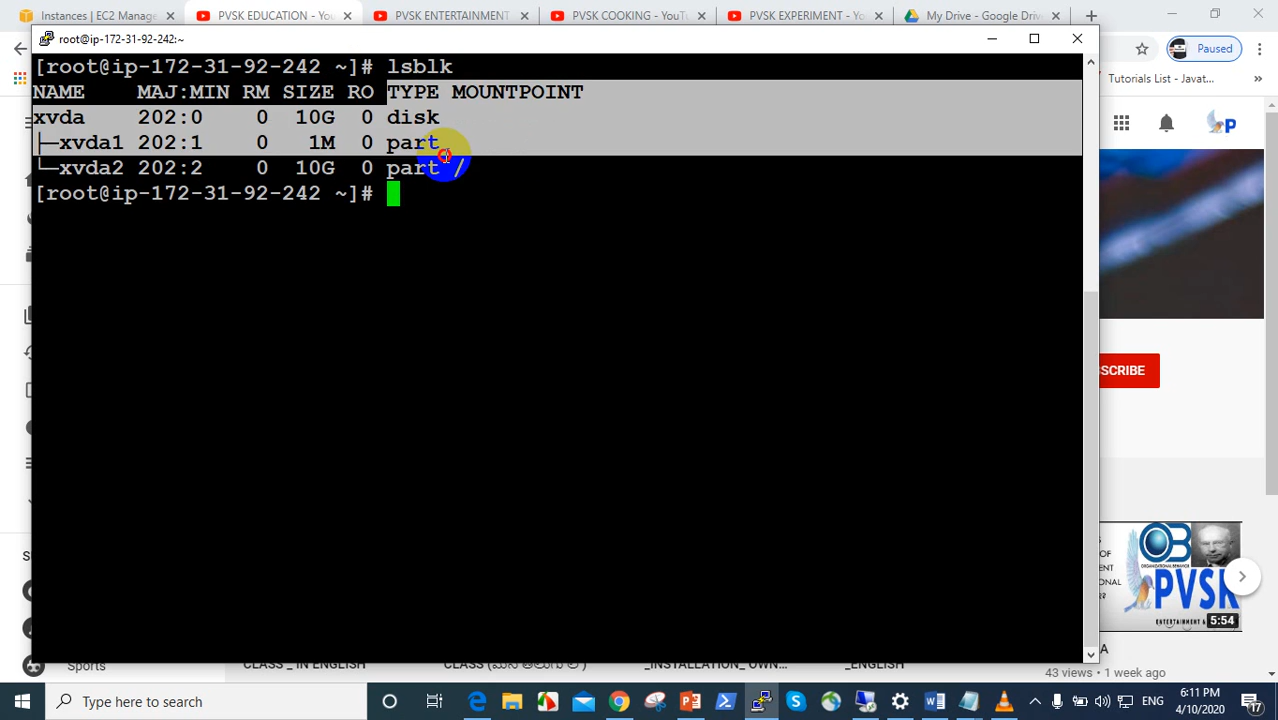 Instances | EC2 Manage
PVSK EDUCATION - You
PVSK ENTERTAINMENT
PVSK COOKING - YouTu
PVSK EXPERIMENT - Yo
My Drive - Google Driv
root@ip-172-31-92-242:~
Paused
Tutorials List - Javat...
[root@ip-172-31-92-242 ~]# lsblk
NAME MAJ:MIN RM SIZE RO TYPE MOUNTPOINT
xvda 202:0 0 10G 0 disk
├─xvda1 202:1 0 1M 0 part
└─xvda2 202:2 0 10G 0 part /
[root@ip-172-31-92-242 ~]#
SCRIBE
OB
ORGANIZATIONAL BEHAVIOR
PVSK
5:54
Sports
CLASS _ IN ENGLISH
_INSTALLATION_ OWN...
_ENGLISH
43 views • 1 week ago
Type here to search
ENG
6:11 PM
4/10/2020
17